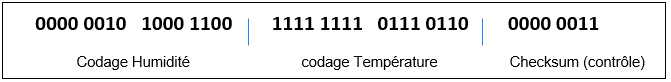 0000 0010 1000 1100 1111 1111 0111 0110 0000 0011
Codage Humidité codage Température Checksum (contrôle)